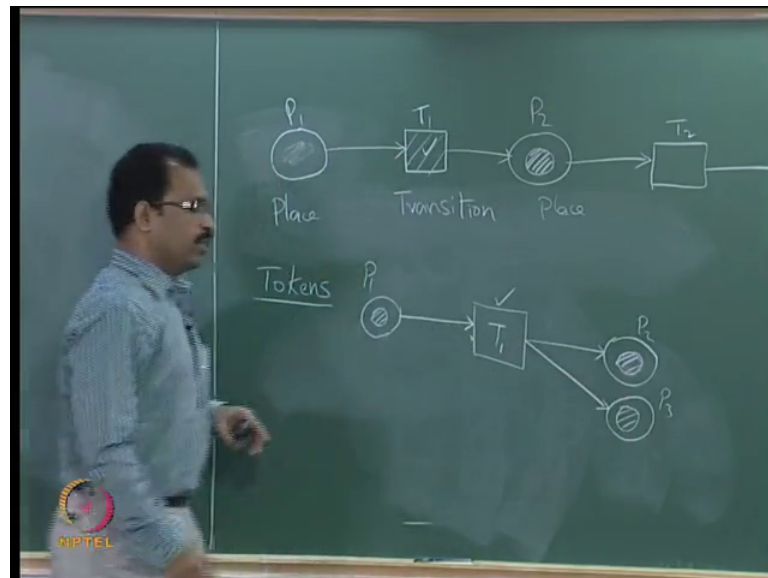 P1 T1 P2 T2
Place Transition Place
Tokens P1 T1 P2
P3
NPTEL